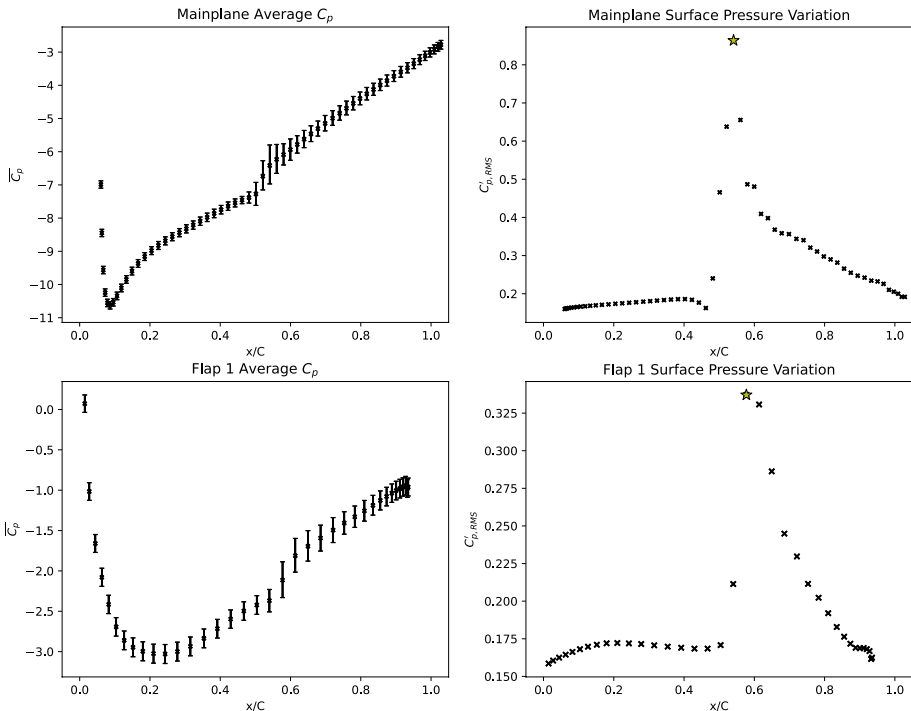 Mainplane Average $C_p$
−3
−4
−5
−6
−7
−8
−9
−10
−11
$\overline{C_p}$
0.0 0.2 0.4 0.6 0.8 1.0
x/C
Mainplane Surface Pressure Variation
0.8
0.7
0.6
0.5
0.4
0.3
0.2
$C'_{p,RMS}$
0.0 0.2 0.4 0.6 0.8 1.0
x/C
Flap 1 Average $C_p$
0.0
−0.5
−1.0
−1.5
−2.0
−2.5
−3.0
$\overline{C_p}$
0.0 0.2 0.4 0.6 0.8 1.0
x/C
Flap 1 Surface Pressure Variation
0.325
0.300
0.275
0.250
0.225
0.200
0.175
0.150
$C'_{p,RMS}$
0.0 0.2 0.4 0.6 0.8 1.0
x/C